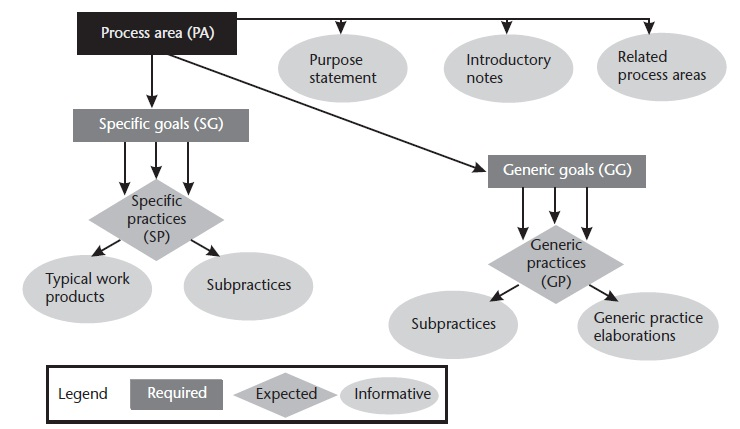 Process area (PA)
Purpose
statement
Introductory
notes
Related
process areas
Specific goals (SG)
Generic goals (GG)
Specific
practices
(SP)
Typical work
products
Subpractices
Generic
practices
(GP)
Subpractices
Generic practice
elaborations
Legend
Required
Expected
Informative